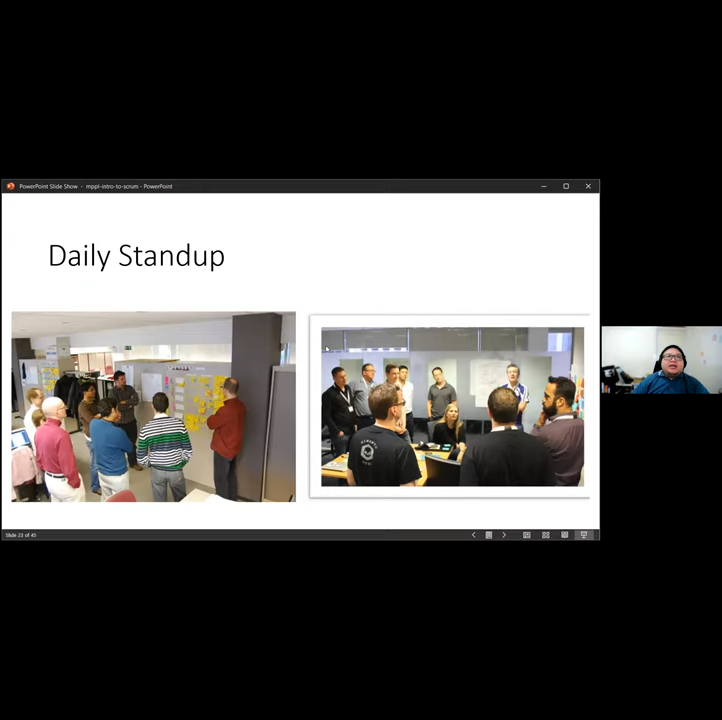 PowerPoint Slide Show - mppl-intro-to-scrum - PowerPoint
Daily Standup
Slide 23 of 45